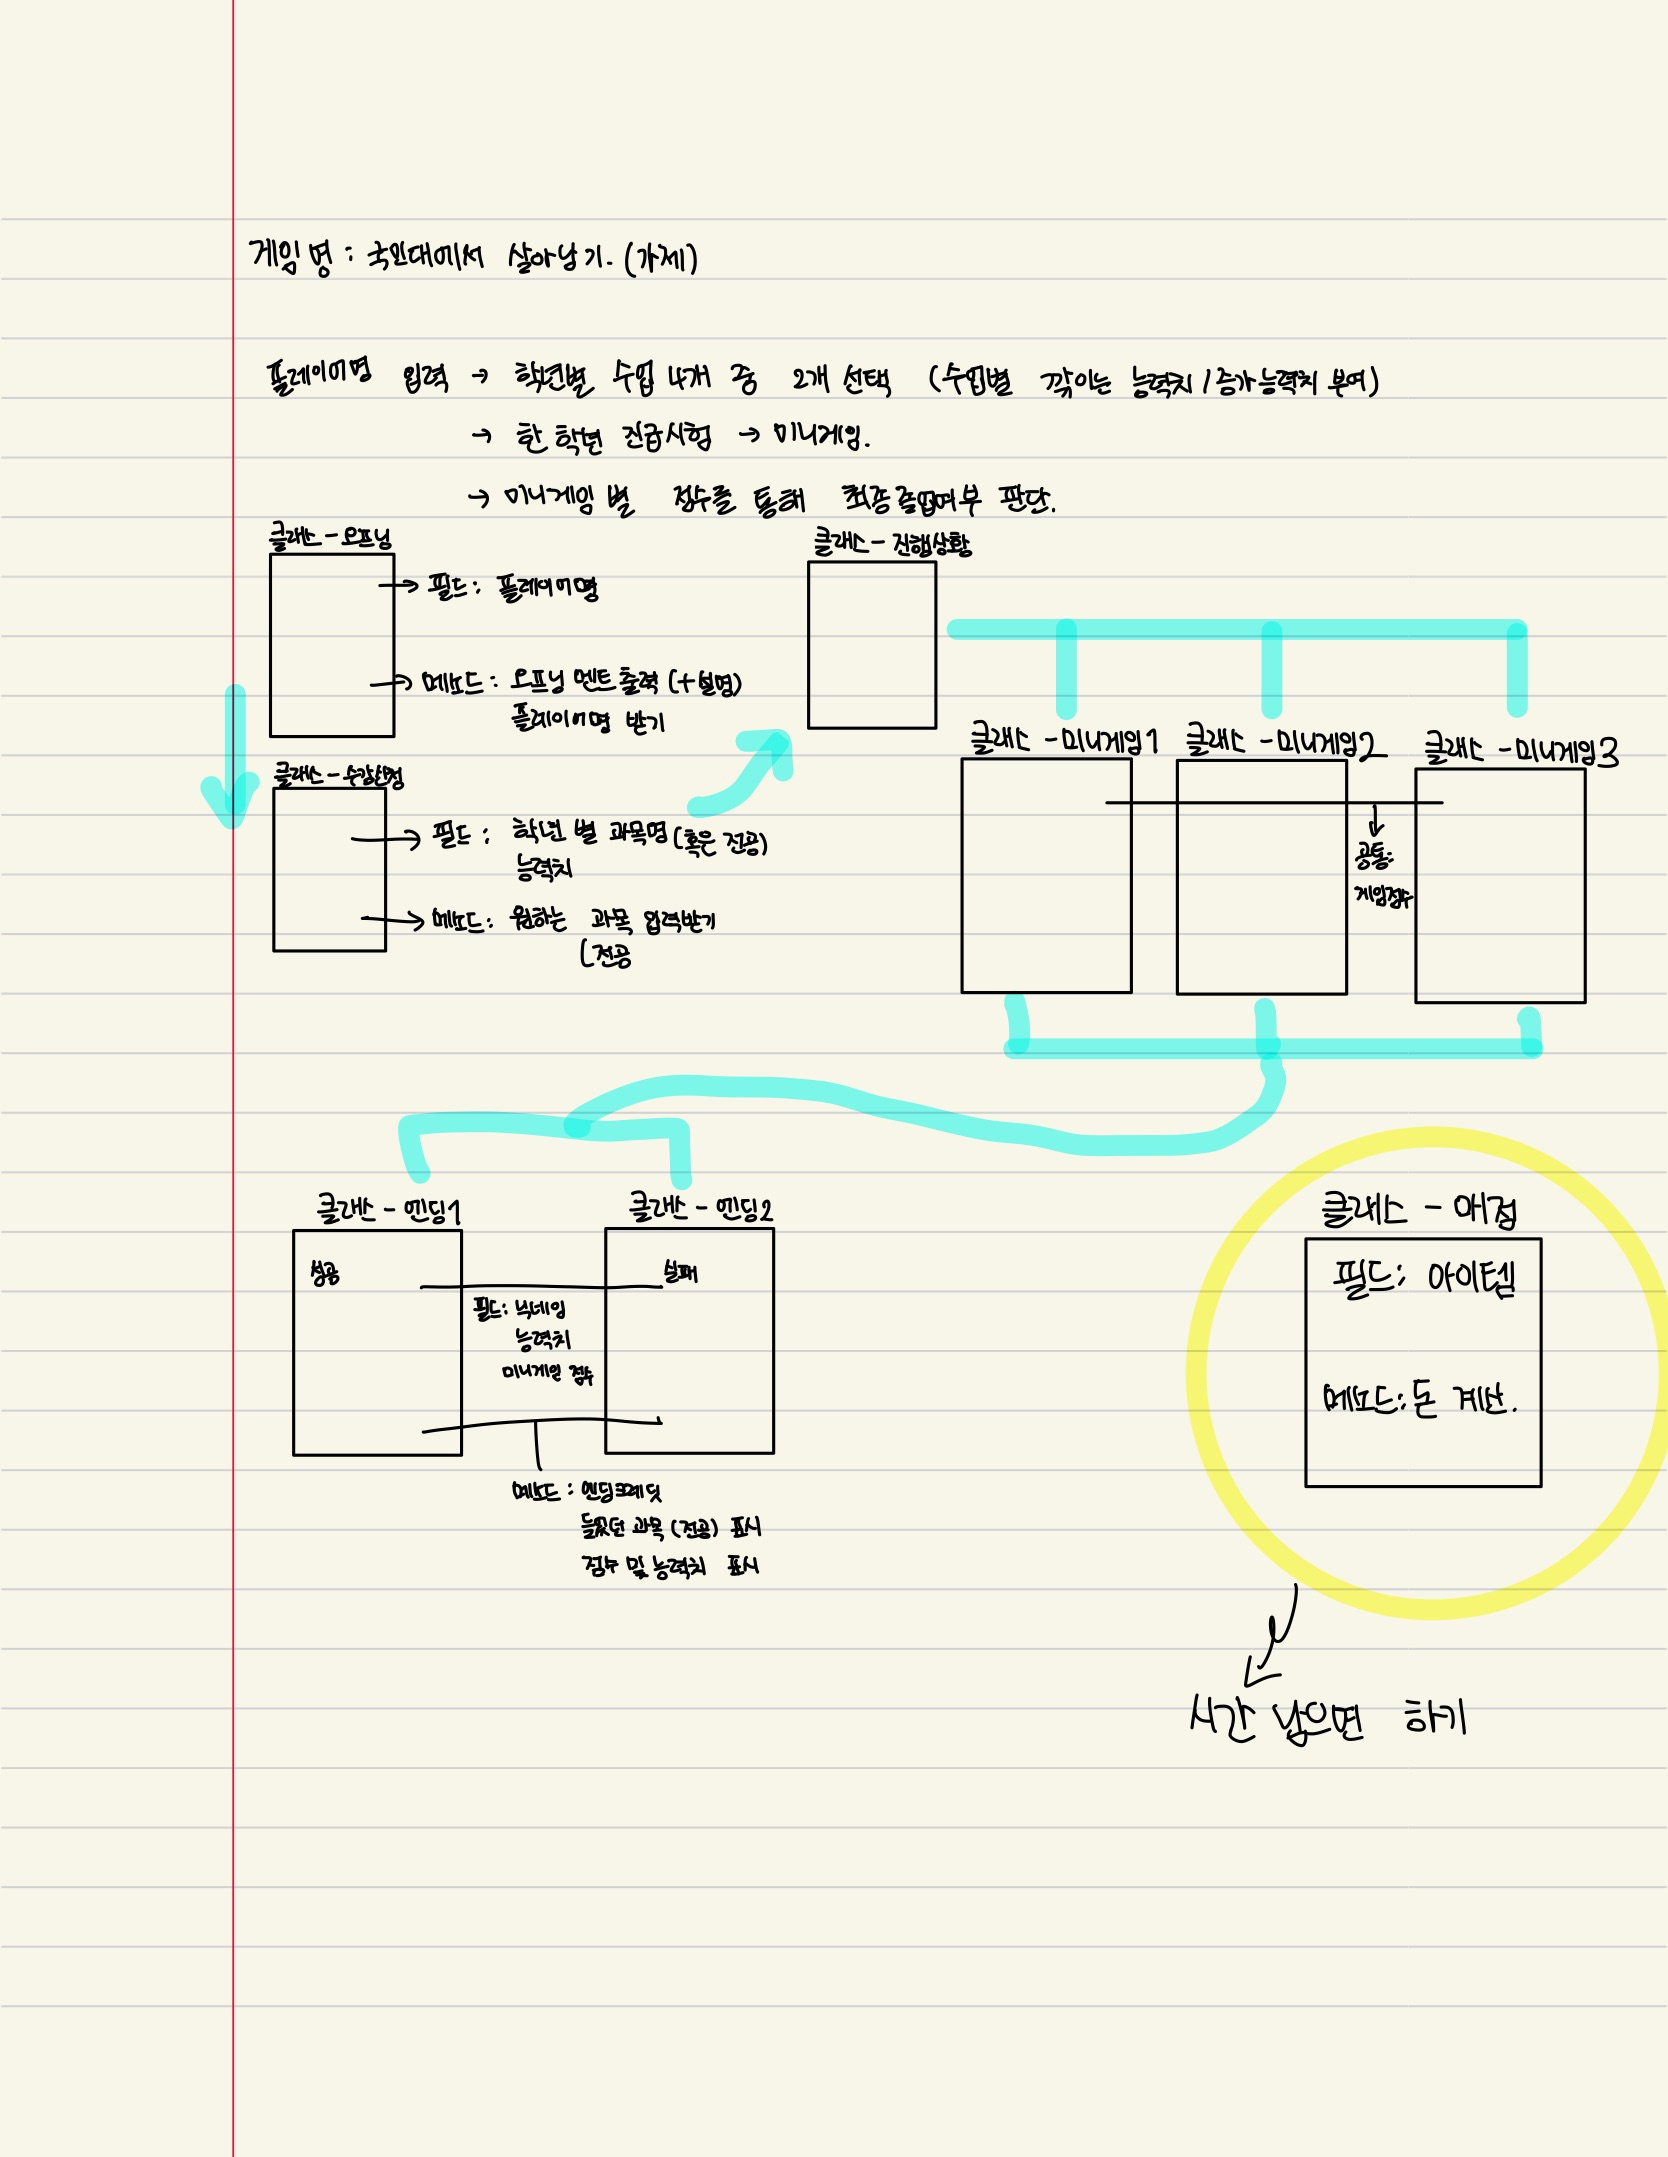 게임명 : 국민대에서 살아남기. (가제)
플레이어명 입력 → 학년별 수업 4개 중 2개 선택 (수업별 깎이는 능력치 / 증가능력치 부여)
→ 한 학년 진급시험 → 미니게임.
→ 미니게임 별 점수를 통해 최종졸업여부 판단.
클래스 - 오프닝
필드 : 플레이어명
메소드 : 오프닝 멘트 출력 (+설명)
플레이어명 받기
클래스 - 진행상황
클래스 - 수강신청
필드 : 학년 별 과목명 (혹은 전공)
능력치
메소드 : 원하는 과목 입력받기
(전공
클래스 - 미니게임1
클래스 - 미니게임2
클래스 - 미니게임3
공통:
게임점수
클래스 - 엔딩1
성공
클래스 - 엔딩2
실패
필드 : 닉네임
능력치
미니게임 점수
메소드 : 엔딩크레딧
들었던 과목 (전공) 표시
점수 및 능력치 표시
클래스 - 매점
필드 : 아이템
메소드 : 돈 계산.
시간 남으면 하기